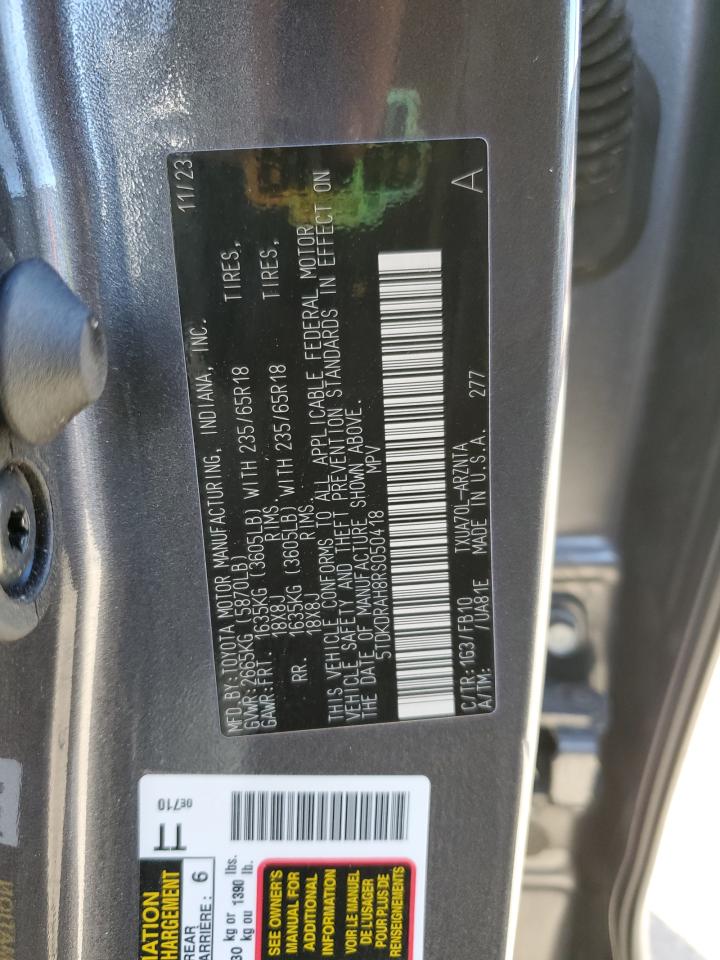 MFD.BY:TOYOTA MOTOR MANUFACTURING, INDIANA, INC. 11/23
GVWR:2665KG (5870LB)
GAWR:FRT. 1635KG (3605LB) WITH 235/65R18 TIRES,
18X8J RIMS,
RR. 1635KG (3605LB) WITH 235/65R18 TIRES,
18X8J RIMS.
THIS VEHICLE CONFORMS TO ALL APPLICABLE FEDERAL MOTOR
VEHICLE SAFETY AND THEFT PREVENTION STANDARDS IN EFFECT ON
THE DATE OF MANUFACTURE SHOWN ABOVE.
5TDKDRAH8RS050418 MPV
C/TR:1G3/FB10 TXUA70L-ARZNTA A
A/TM: /UA81E MADE IN U.S.A. 277
0E710
REAR
ARRIÈRE : 6
30 kg or 1390 lbs.
kg ou lb.
SEE OWNER'S
MANUAL FOR
ADDITIONAL
INFORMATION
VOIR LE MANUEL
DE L'USAGER
POUR PLUS DE
RENSEIGNEMENTS